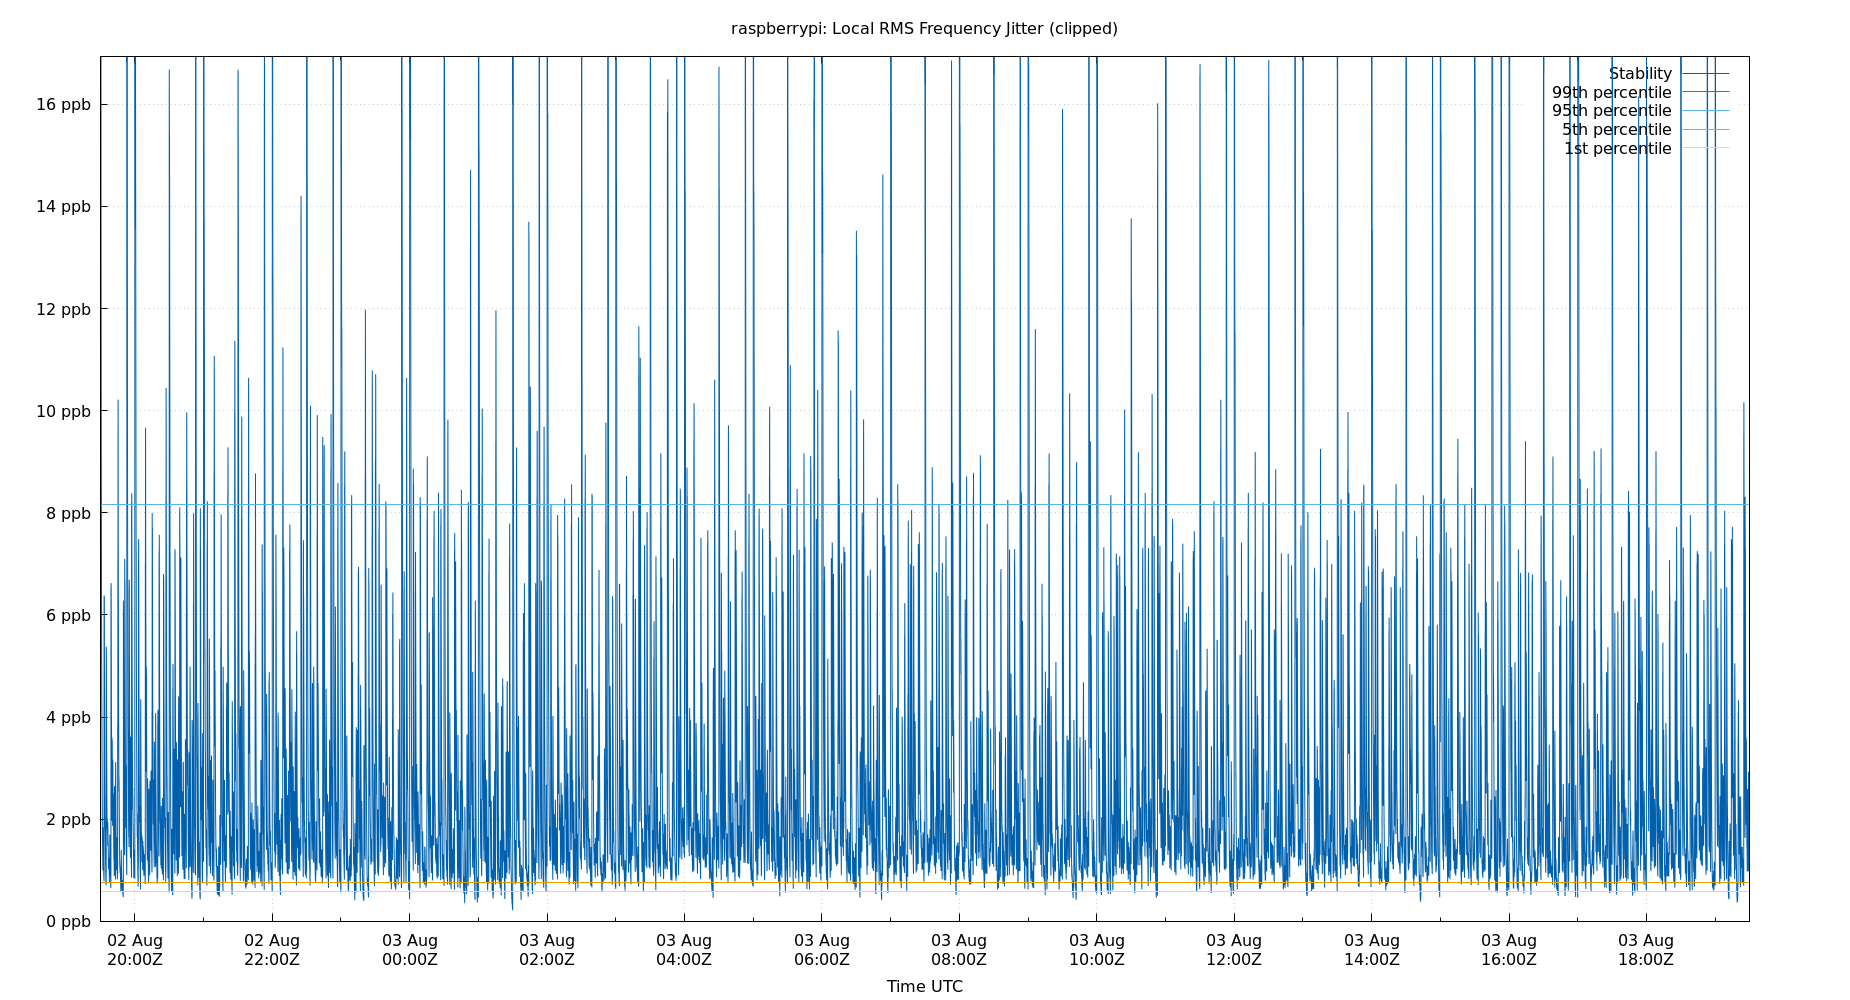 raspberrypi: Local RMS Frequency Jitter (clipped)
Stability
99th percentile
95th percentile
5th percentile
1st percentile
16 ppb
14 ppb
12 ppb
10 ppb
8 ppb
6 ppb
4 ppb
2 ppb
0 ppb
02 Aug 02 Aug 03 Aug 03 Aug 03 Aug 03 Aug 03 Aug 03 Aug 03 Aug 03 Aug 03 Aug 03 Aug
20:00Z 22:00Z 00:00Z 02:00Z 04:00Z 06:00Z 08:00Z 10:00Z 12:00Z 14:00Z 16:00Z 18:00Z
Time UTC